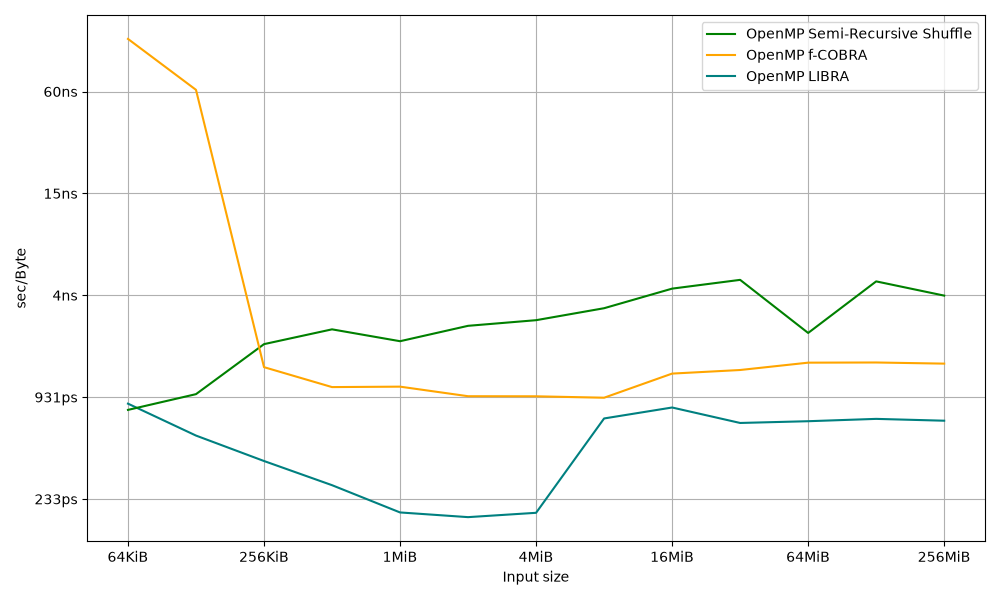 OpenMP Semi-Recursive Shuffle
OpenMP f-COBRA
OpenMP LIBRA
60ns
15ns
4ns
931ps
233ps
sec/Byte
64KiB
256KiB
1MiB
4MiB
16MiB
64MiB
256MiB
Input size